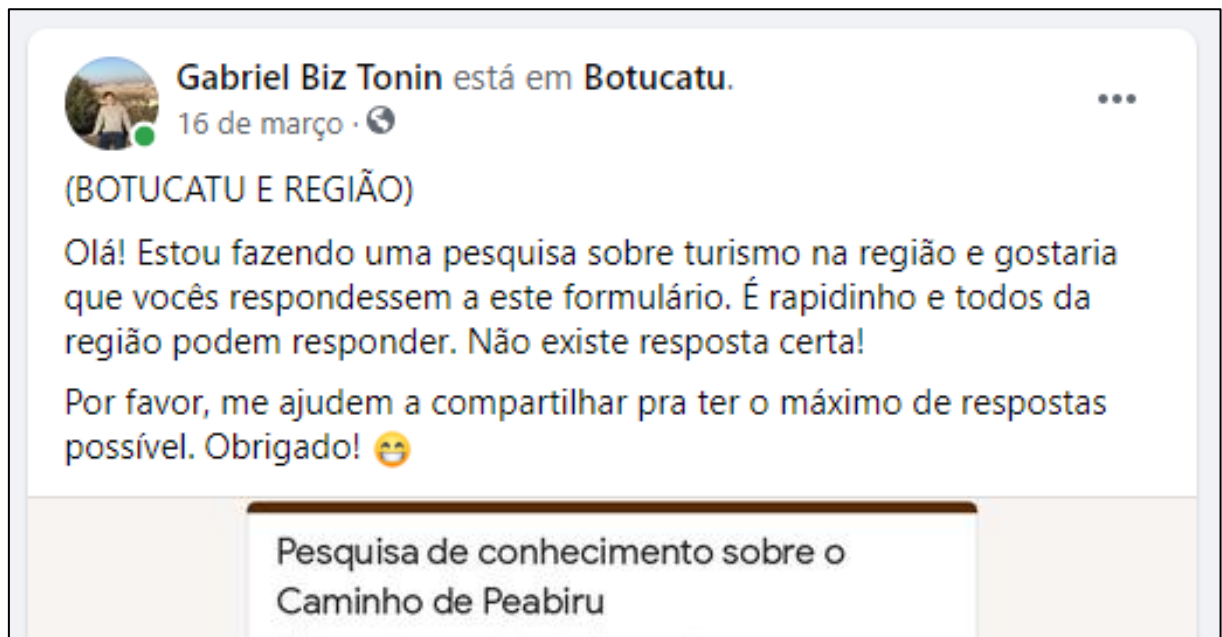 Gabriel Biz Tonin está em Botucatu.
16 de março ·
(BOTUCATU E REGIÃO)
Olá! Estou fazendo uma pesquisa sobre turismo na região e gostaria
que vocês respondessem a este formulário. É rapidinho e todos da
região podem responder. Não existe resposta certa!
Por favor, me ajudem a compartilhar pra ter o máximo de respostas
possível. Obrigado! 😁
Pesquisa de conhecimento sobre o
Caminho de Peabiru